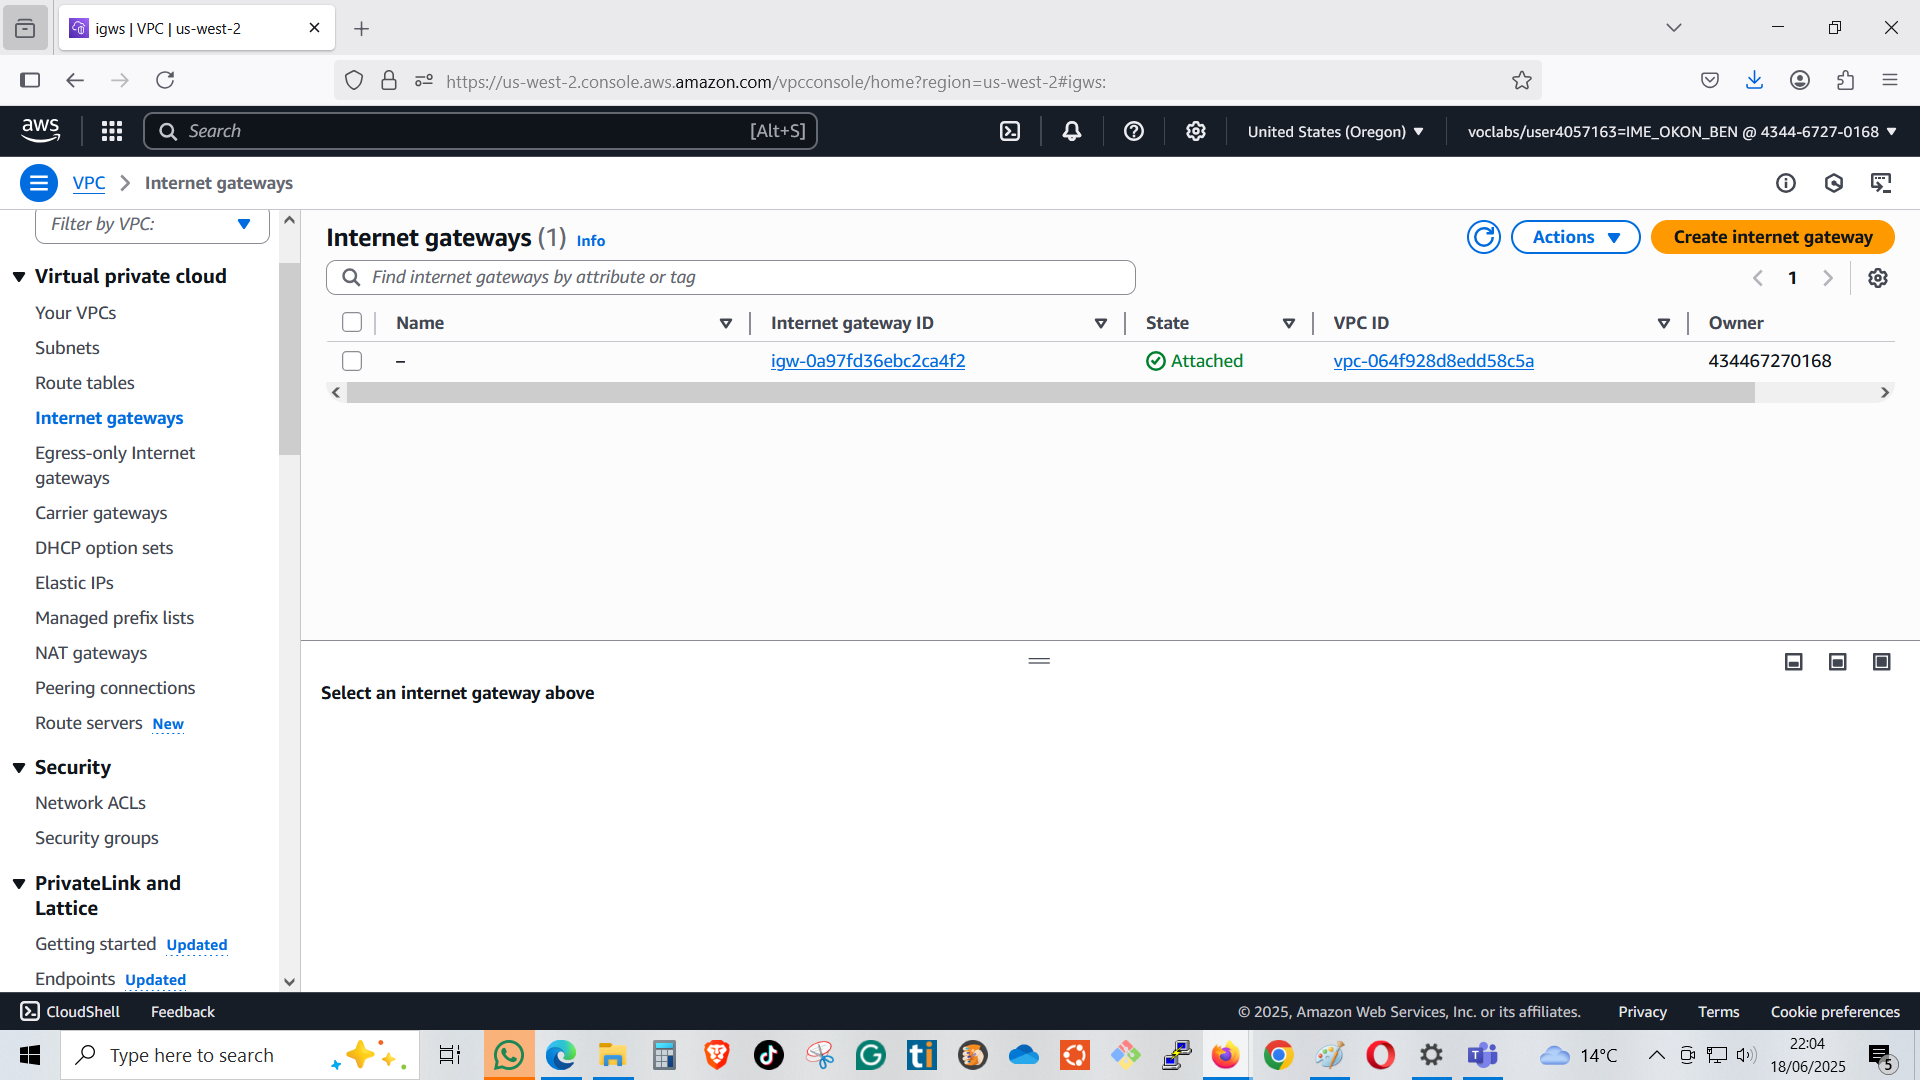 igws | VPC | us-west-2
https://us-west-2.console.aws.amazon.com/vpcconsole/home?region=us-west-2#igws:
aws
Search
[Alt+S]
United States (Oregon)
voclabs/user4057163=IME_OKON_BEN @ 4344-6727-0168
VPC
Internet gateways
Filter by VPC:
Virtual private cloud
Your VPCs
Subnets
Route tables
Internet gateways
Egress-only Internet
gateways
Carrier gateways
DHCP option sets
Elastic IPs
Managed prefix lists
NAT gateways
Peering connections
Route servers New
Security
Network ACLs
Security groups
PrivateLink and
Lattice
Getting started Updated
Endpoints Updated
Internet gateways (1) Info
Actions
Create internet gateway
Find internet gateways by attribute or tag
1
Name Internet gateway ID State VPC ID Owner
– igw-0a97fd36ebc2ca4f2 Attached vpc-064f928d8edd58c5a 434467270168
Select an internet gateway above
CloudShell Feedback
© 2025, Amazon Web Services, Inc. or its affiliates. Privacy Terms Cookie preferences
Type here to search
14°C
22:04
18/06/2025
5